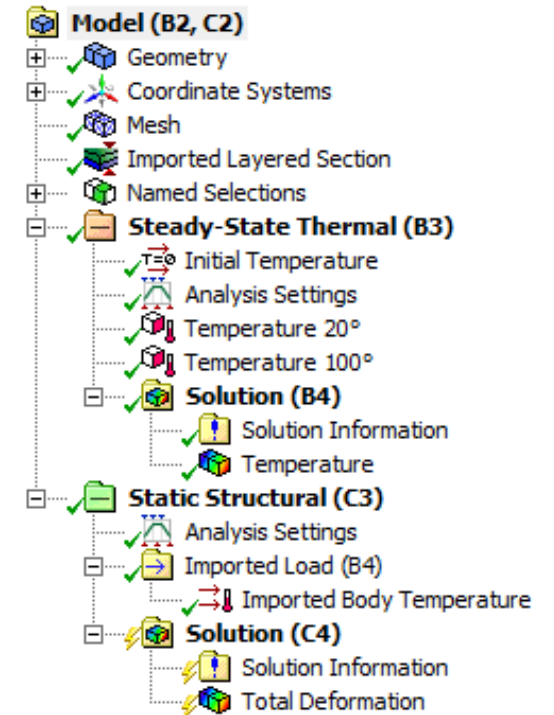 Model (B2, C2)
Geometry
Coordinate Systems
Mesh
Imported Layered Section
Named Selections
Steady-State Thermal (B3)
T=0 Initial Temperature
Analysis Settings
Temperature 20°
Temperature 100°
Solution (B4)
Solution Information
Temperature
Static Structural (C3)
Analysis Settings
Imported Load (B4)
Imported Body Temperature
Solution (C4)
Solution Information
Total Deformation